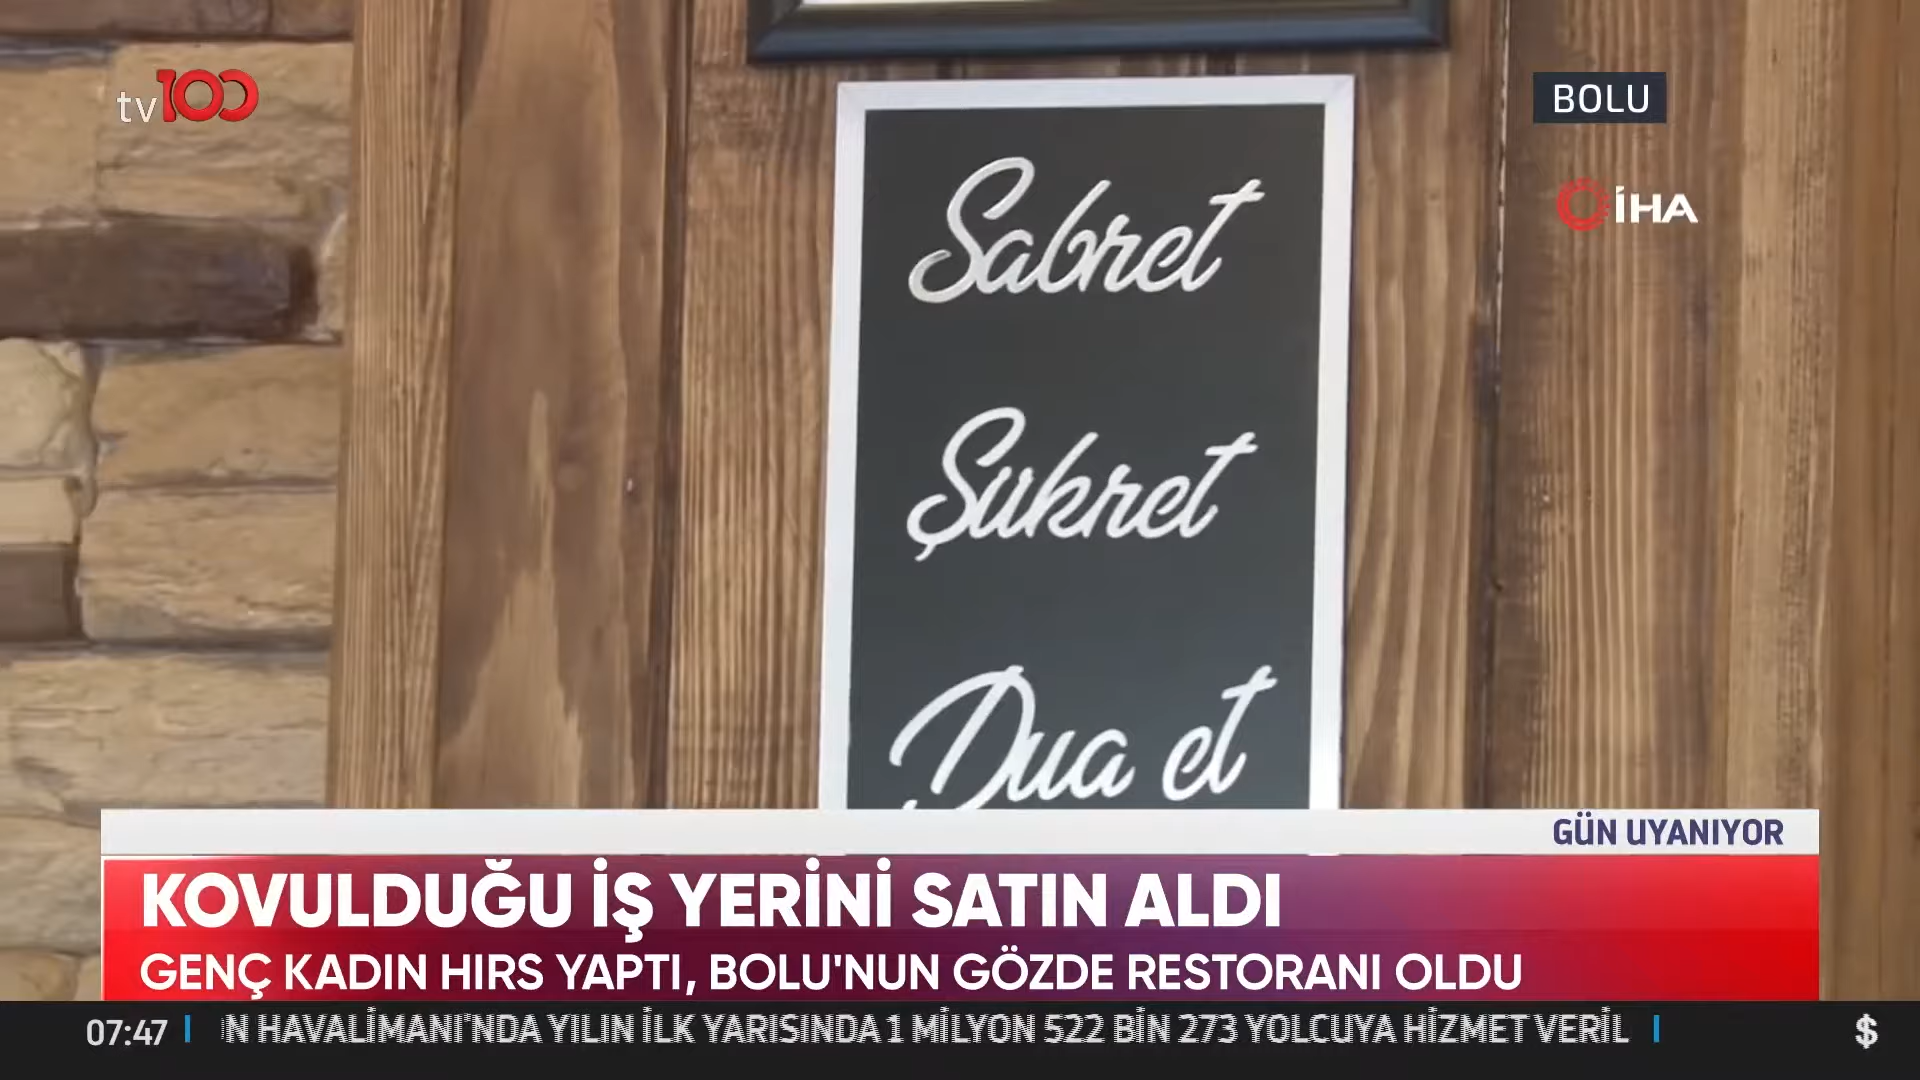 tv100
BOLU
İHA
Sabret
Şukret
Dua et
GÜN UYANIYOR
KOVULDUĞU İŞ YERİNİ SATIN ALDI
GENÇ KADIN HIRS YAPTI, BOLU'NUN GÖZDE RESTORANI OLDU
07:47
HAVALİMANI'NDA YILIN İLK YARISINDA 1 MİLYON 522 BİN 273 YOLCUYA HİZMET VERİL
$